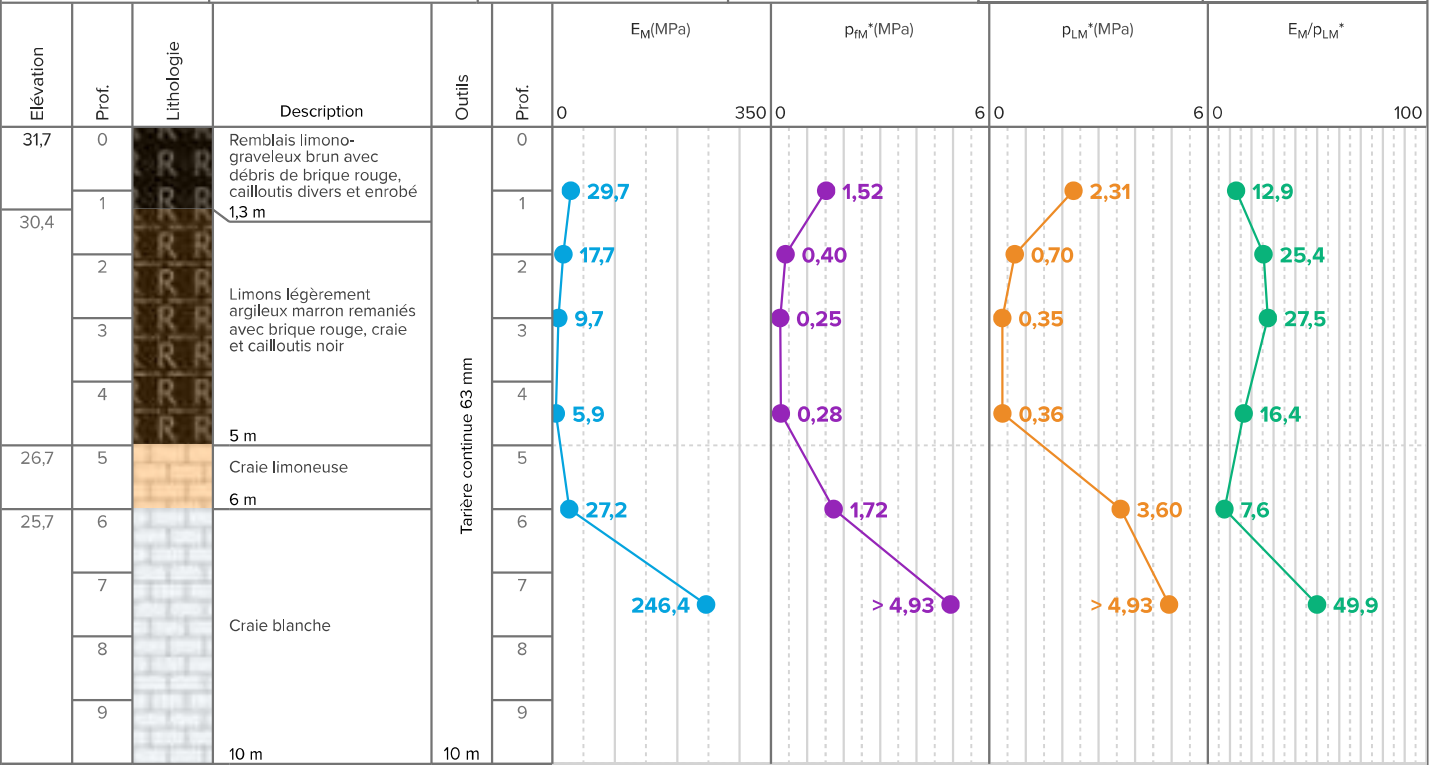 Elévation
Prof.
Lithologie
Description
Outils
Prof.
E_M(MPa)
0 350
p_fM*(MPa)
0 6
p_LM*(MPa)
0 6
E_M/p_LM*
0 100
31,7
30,4
26,7
25,7
0
1
2
3
4
5
6
7
8
9
R R
R R
R R
R R
R R
R R
R R
R R
R R
R R
Remblais limono-
graveleux brun avec
débris de brique rouge,
cailloutis divers et enrobé
1,3 m
Limons légèrement
argileux marron remaniés
avec brique rouge, craie
et cailloutis noir
5 m
Craie limoneuse
6 m
Craie blanche
10 m
Tarière continue 63 mm
10 m
0
1
2
3
4
5
6
7
8
9
29,7
17,7
9,7
5,9
27,2
246,4
1,52
0,40
0,25
0,28
1,72
> 4,93
2,31
0,70
0,35
0,36
3,60
> 4,93
12,9
25,4
27,5
16,4
7,6
49,9